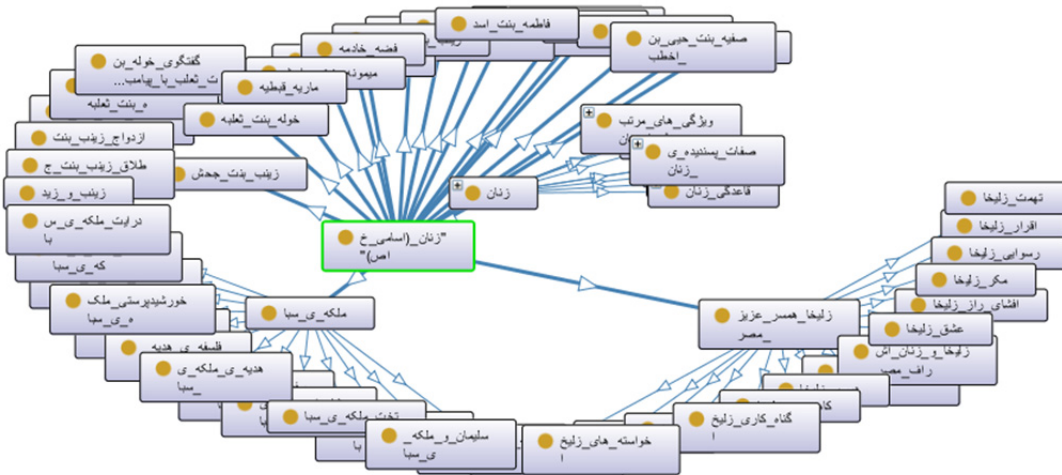 فاطمه_بنت_اسد
صفیه_بنت_حیی_بن
_اخطب
گفتگوی_خوله_بن
ت_ثعلب_با_پیامب...
فضه_خادمه
ماریه_قبطیه
ه_بنت_ثعلبه
خوله_بنت_ثعلبه
ازدواج_زینب_بنت
طلاق_زینب_بنت_ج
زینب_بنت_جحش
زینب_و_زید
ویژگی_های_مرتب
صفات_پسندیده_ی
_زنان
زنان
قاعدگی_زنان
"زنان_(اسامی_خ
اص)"
درایت_ملکه_ی_س
با
که_ی_سبا
خورشیدپرستی_ملک
ه_ی_سبا
ملکه_ی_سبا
فلسفه_ی_هدیه
هدیه_ی_ملکه_ی
_سبا
تخت_ملکه_ی_سبا
سلیمان_و_ملکه_
ی_سبا
تهمت_زلیخا
اقرار_زلیخا
رسوایی_زلیخا
مکر_زلیخا
افشای_راز_زلیخا
عشق_زلیخا
زلیخا_همسر_عزیز
_مصر
زلیخا_و_زنان_اش
راف_مصر
گناه_کاری_زلیخ
ا
خواسته_های_زلیخ
ا